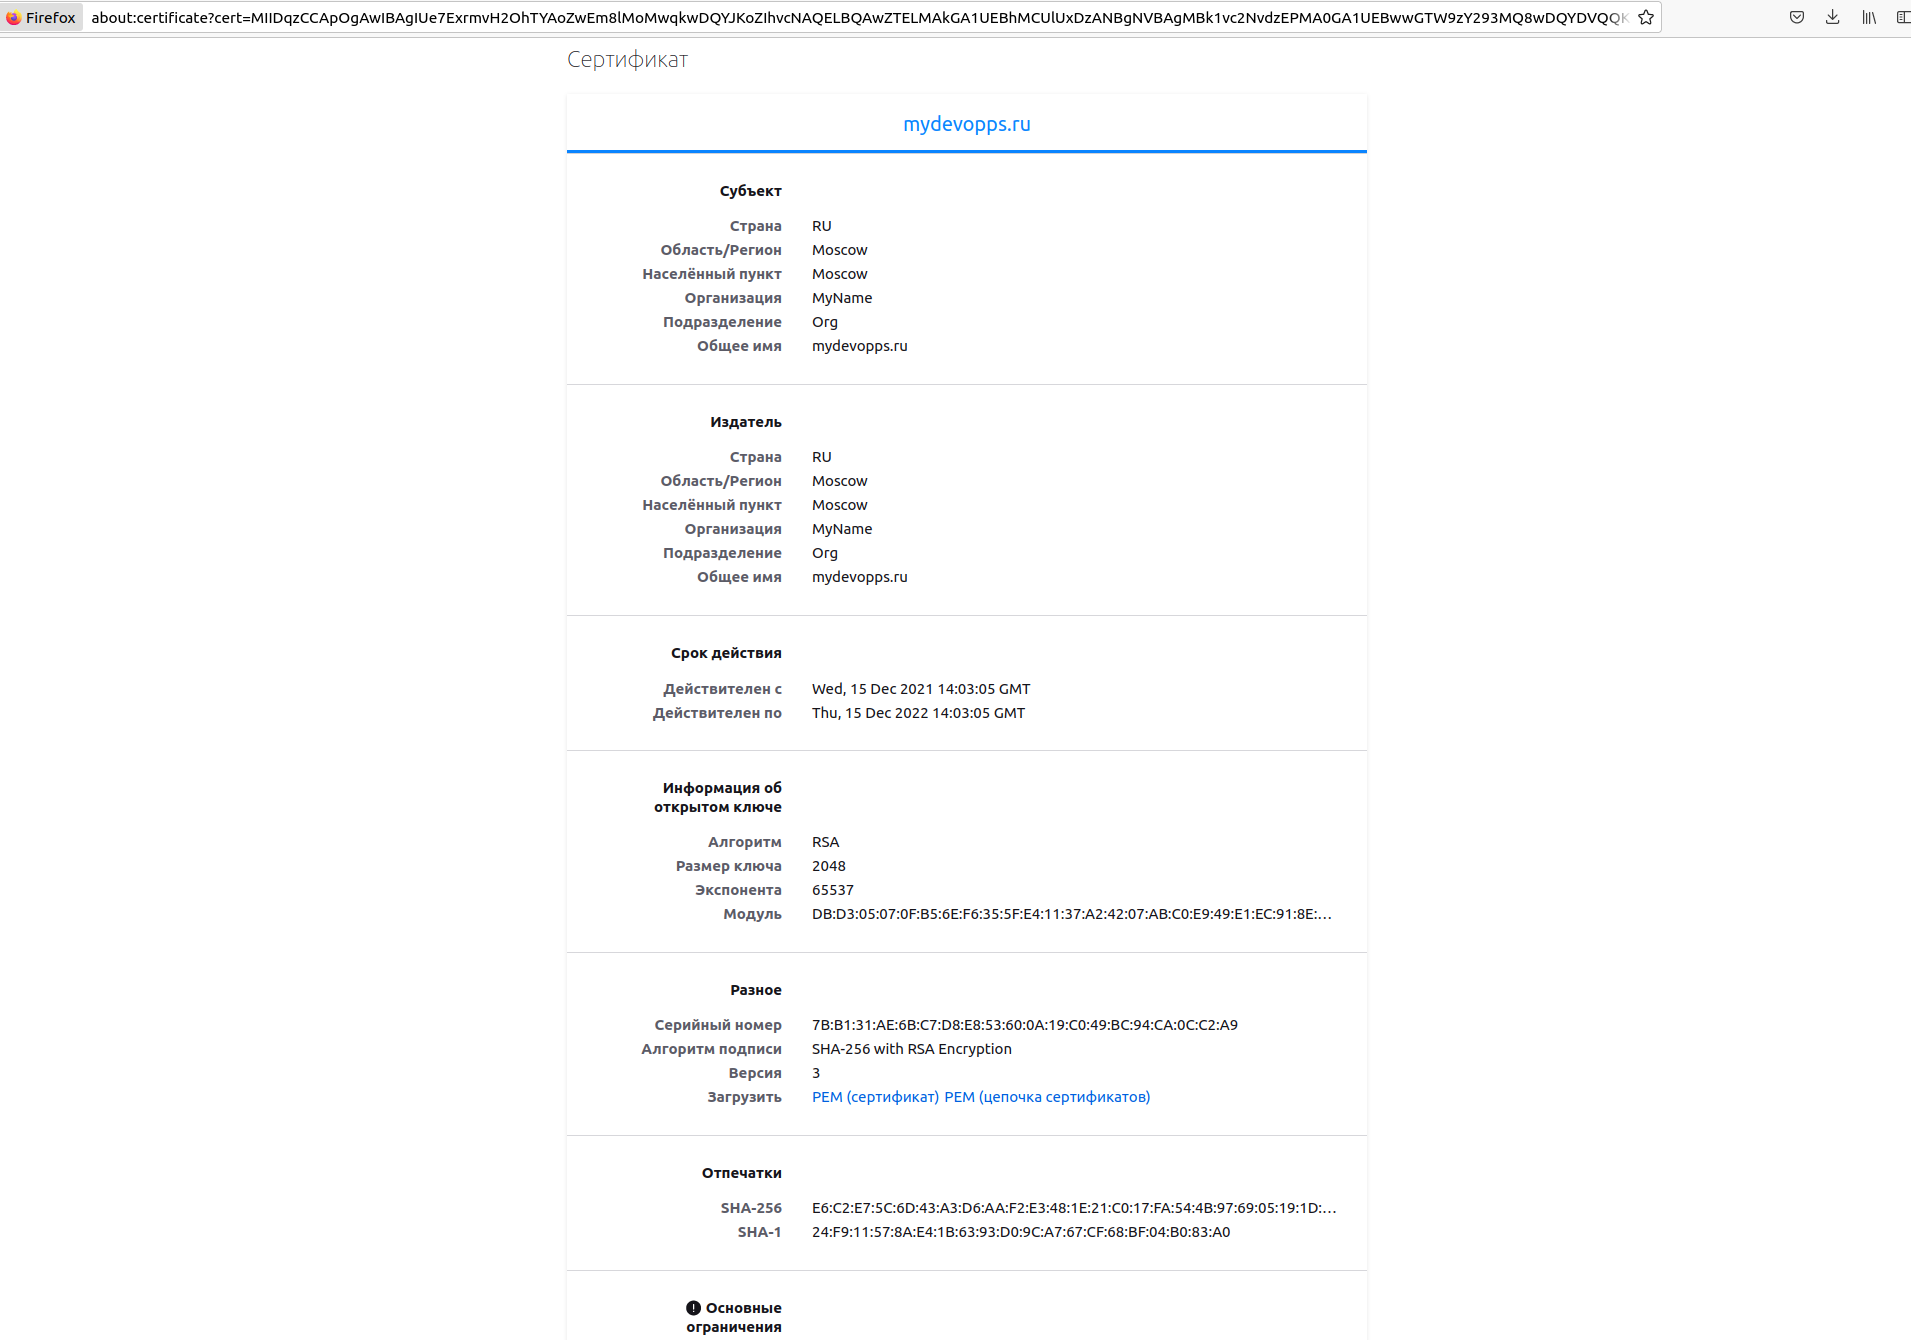 Firefox
about:certificate?cert=MIIDqzCCApOgAwIBAgIUe7ExrmvH2OhTYAoZwEm8lMoMwqkwDQYJKoZIhvcNAQELBQAwZTELMAkGA1UEBhMCUlUxDzANBgNVBAgMBk1vc2NvdzEPMA0GA1UEBwwGTW9zY293MQ8wDQYDVQQK
Сертификат
mydevopps.ru
Субъект
Страна RU
Область/Регион Moscow
Населённый пункт Moscow
Организация MyName
Подразделение Org
Общее имя mydevopps.ru
Издатель
Страна RU
Область/Регион Moscow
Населённый пункт Moscow
Организация MyName
Подразделение Org
Общее имя mydevopps.ru
Срок действия
Действителен с Wed, 15 Dec 2021 14:03:05 GMT
Действителен по Thu, 15 Dec 2022 14:03:05 GMT
Информация об
открытом ключе
Алгоритм RSA
Размер ключа 2048
Экспонента 65537
Модуль DB:D3:05:07:0F:B5:6E:F6:35:5F:E4:11:37:A2:42:07:AB:C0:E9:49:E1:EC:91:8E:…
Разное
Серийный номер 7B:B1:31:AE:6B:C7:D8:E8:53:60:0A:19:C0:49:BC:94:CA:0C:C2:A9
Алгоритм подписи SHA-256 with RSA Encryption
Версия 3
Загрузить PEM (сертификат) PEM (цепочка сертификатов)
Отпечатки
SHA-256 E6:C2:E7:5C:6D:43:A3:D6:AA:F2:E3:48:1E:21:C0:17:FA:54:4B:97:69:05:19:1D:…
SHA-1 24:F9:11:57:8A:E4:1B:63:93:D0:9C:A7:67:CF:68:BF:04:B0:83:A0
Основные
ограничения